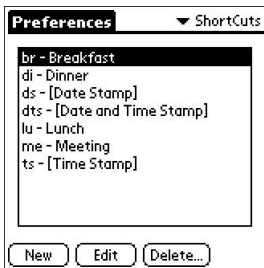 Preferences ShortCuts
br - Breakfast
di - Dinner
ds - [Date Stamp]
dts - [Date and Time Stamp]
lu - Lunch
me - Meeting
ts - [Time Stamp]
New Edit Delete...